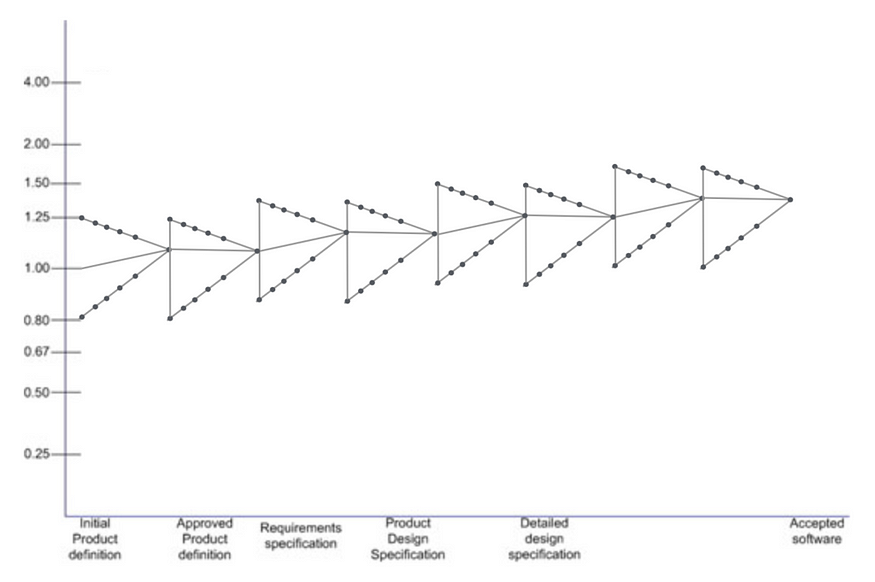 4.00
2.00
1.50
1.25
1.00
0.80
0.67
0.50
0.25
Initial
Product
definition
Approved
Product
definition
Requirements
specification
Product
Design
Specification
Detailed
design
specification
Accepted
software